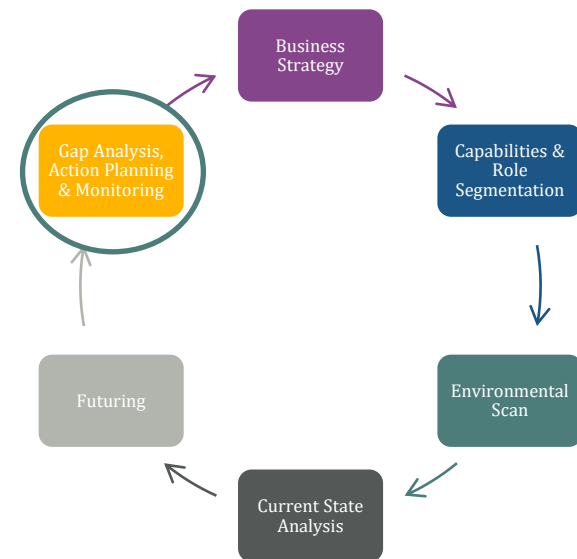 Business
Strategy
Capabilities &
Role
Segmentation
Environmental
Scan
Current State
Analysis
Futuring
Gap Analysis,
Action Planning
& Monitoring